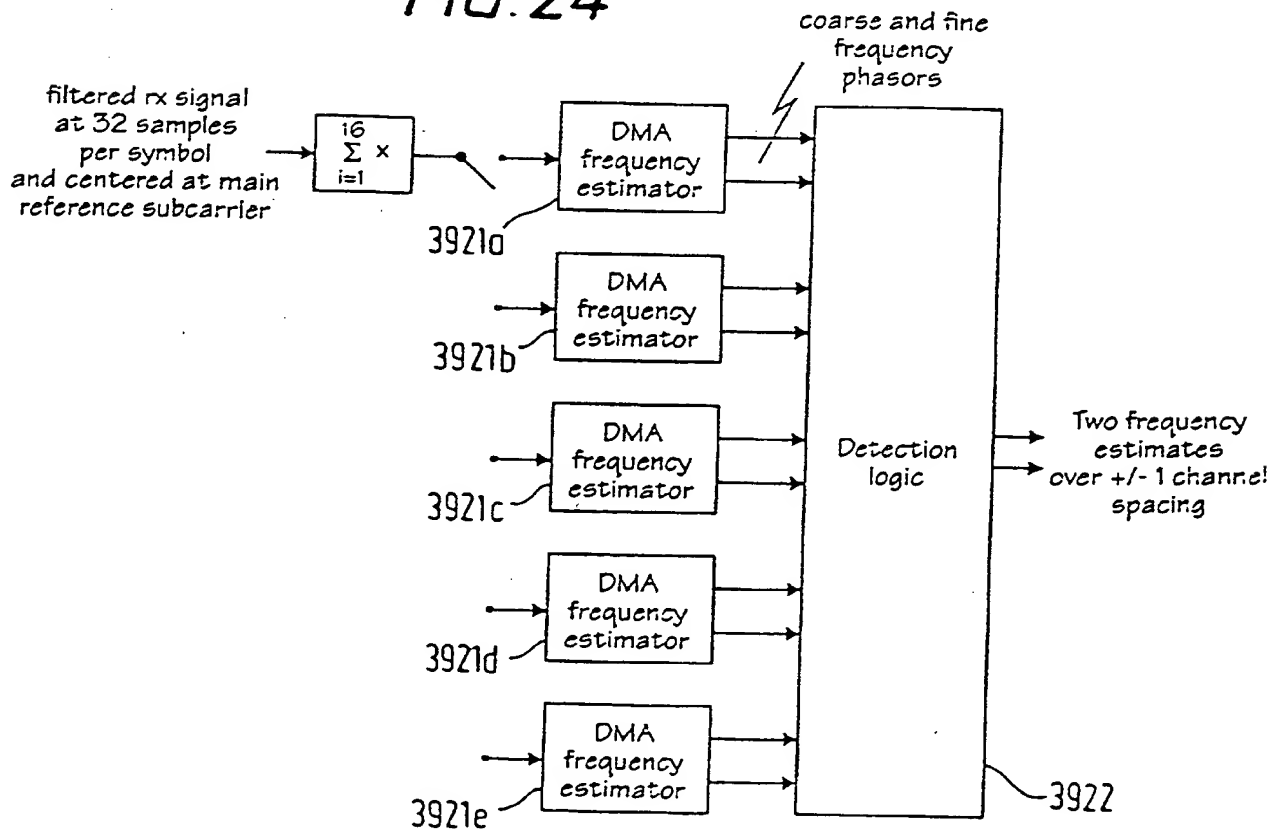 FIG. 24
coarse and fine
frequency
phasors
filtered rx signal
at 32 samples
per symbol
and centered at main
reference subcarrier
16
Σ x
i=1
DMA
frequency
estimator
3921a
DMA
frequency
estimator
3921b
DMA
frequency
estimator
3921c
DMA
frequency
estimator
3921d
DMA
frequency
estimator
3921e
Detection
logic
3922
Two frequency
estimates
over +/- 1 channel
spacing